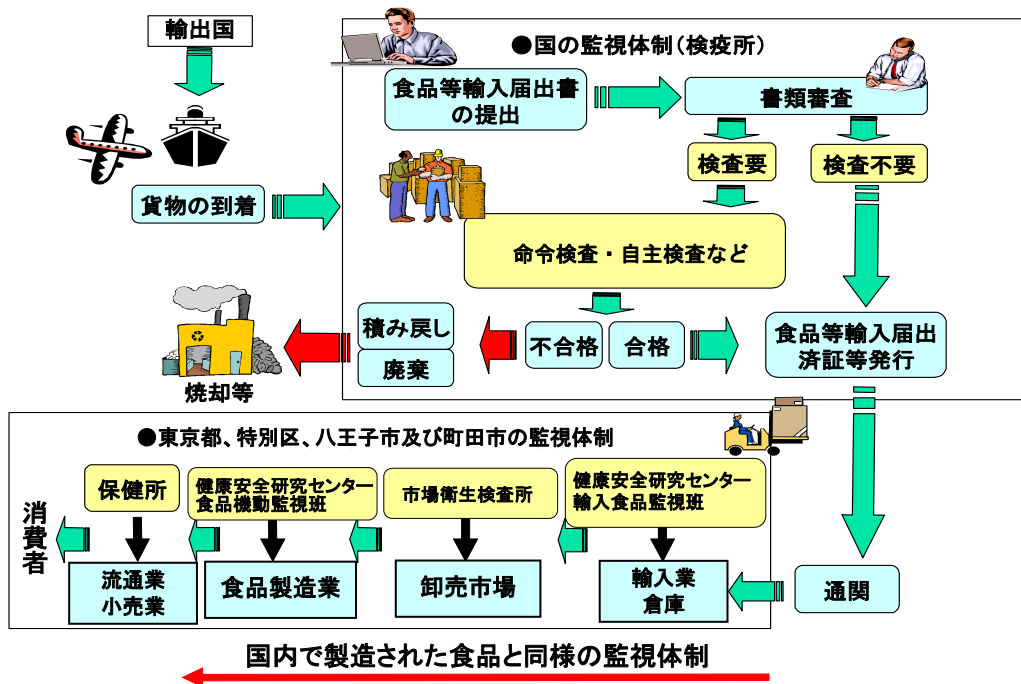 輸出国
貨物の到着
●国の監視体制（検疫所）
食品等輸入届出書
の提出
書類審査
検査要
検査不要
命令検査・自主検査など
不合格
合格
積み戻し
廃棄
焼却等
食品等輸入届出
済証等発行
通関
●東京都、特別区、八王子市及び町田市の監視体制
保健所
健康安全研究センター
食品機動監視班
市場衛生検査所
健康安全研究センター
輸入食品監視班
消費者
流通業
小売業
食品製造業
卸売市場
輸入業
倉庫
国内で製造された食品と同様の監視体制